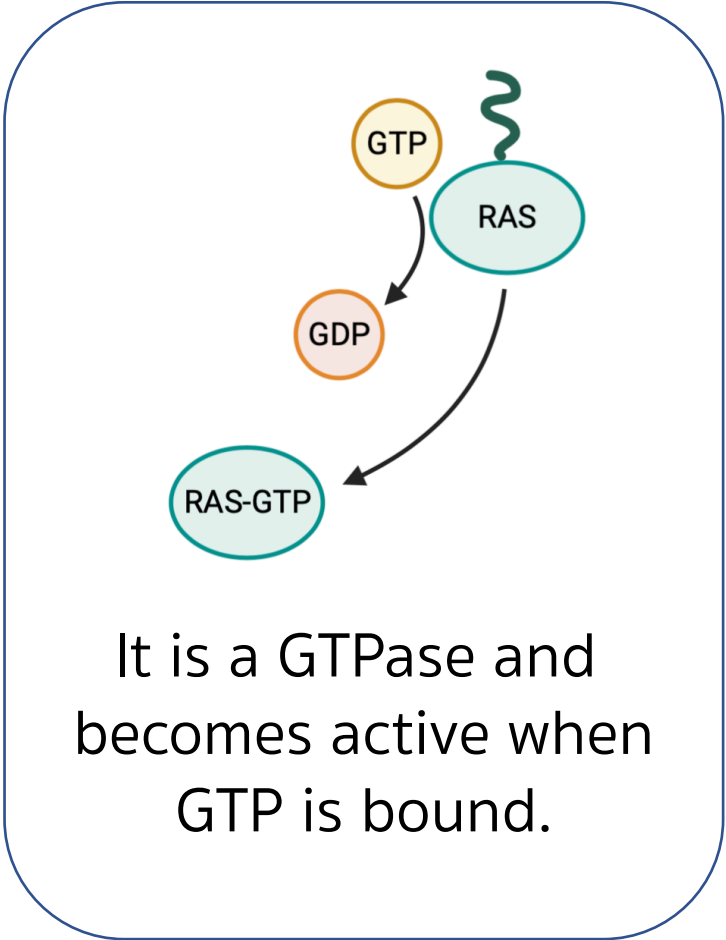 GTP
RAS
GDP
RAS-GTP
It is a GTPase and
becomes active when
GTP is bound.